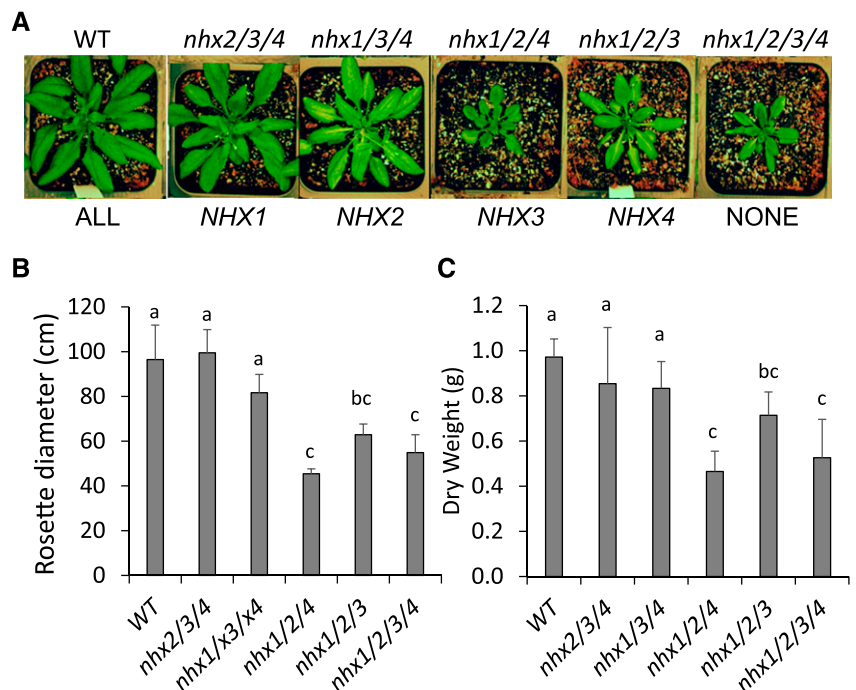 A
WT nhx2/3/4 nhx1/3/4 nhx1/2/4 nhx1/2/3 nhx1/2/3/4
ALL NHX1 NHX2 NHX3 NHX4 NONE
B
Rosette diameter (cm)
120
100
80
60
40
20
0
a a a c bc c
WT nhx2/3/4 nhx1/x3/x4 nhx1/2/4 nhx1/2/3 nhx1/2/3/4
C
Dry Weight (g)
1.2
1.0
0.8
0.6
0.4
0.2
0.0
a a a c bc c
WT nhx2/3/4 nhx1/3/4 nhx1/2/4 nhx1/2/3 nhx1/2/3/4